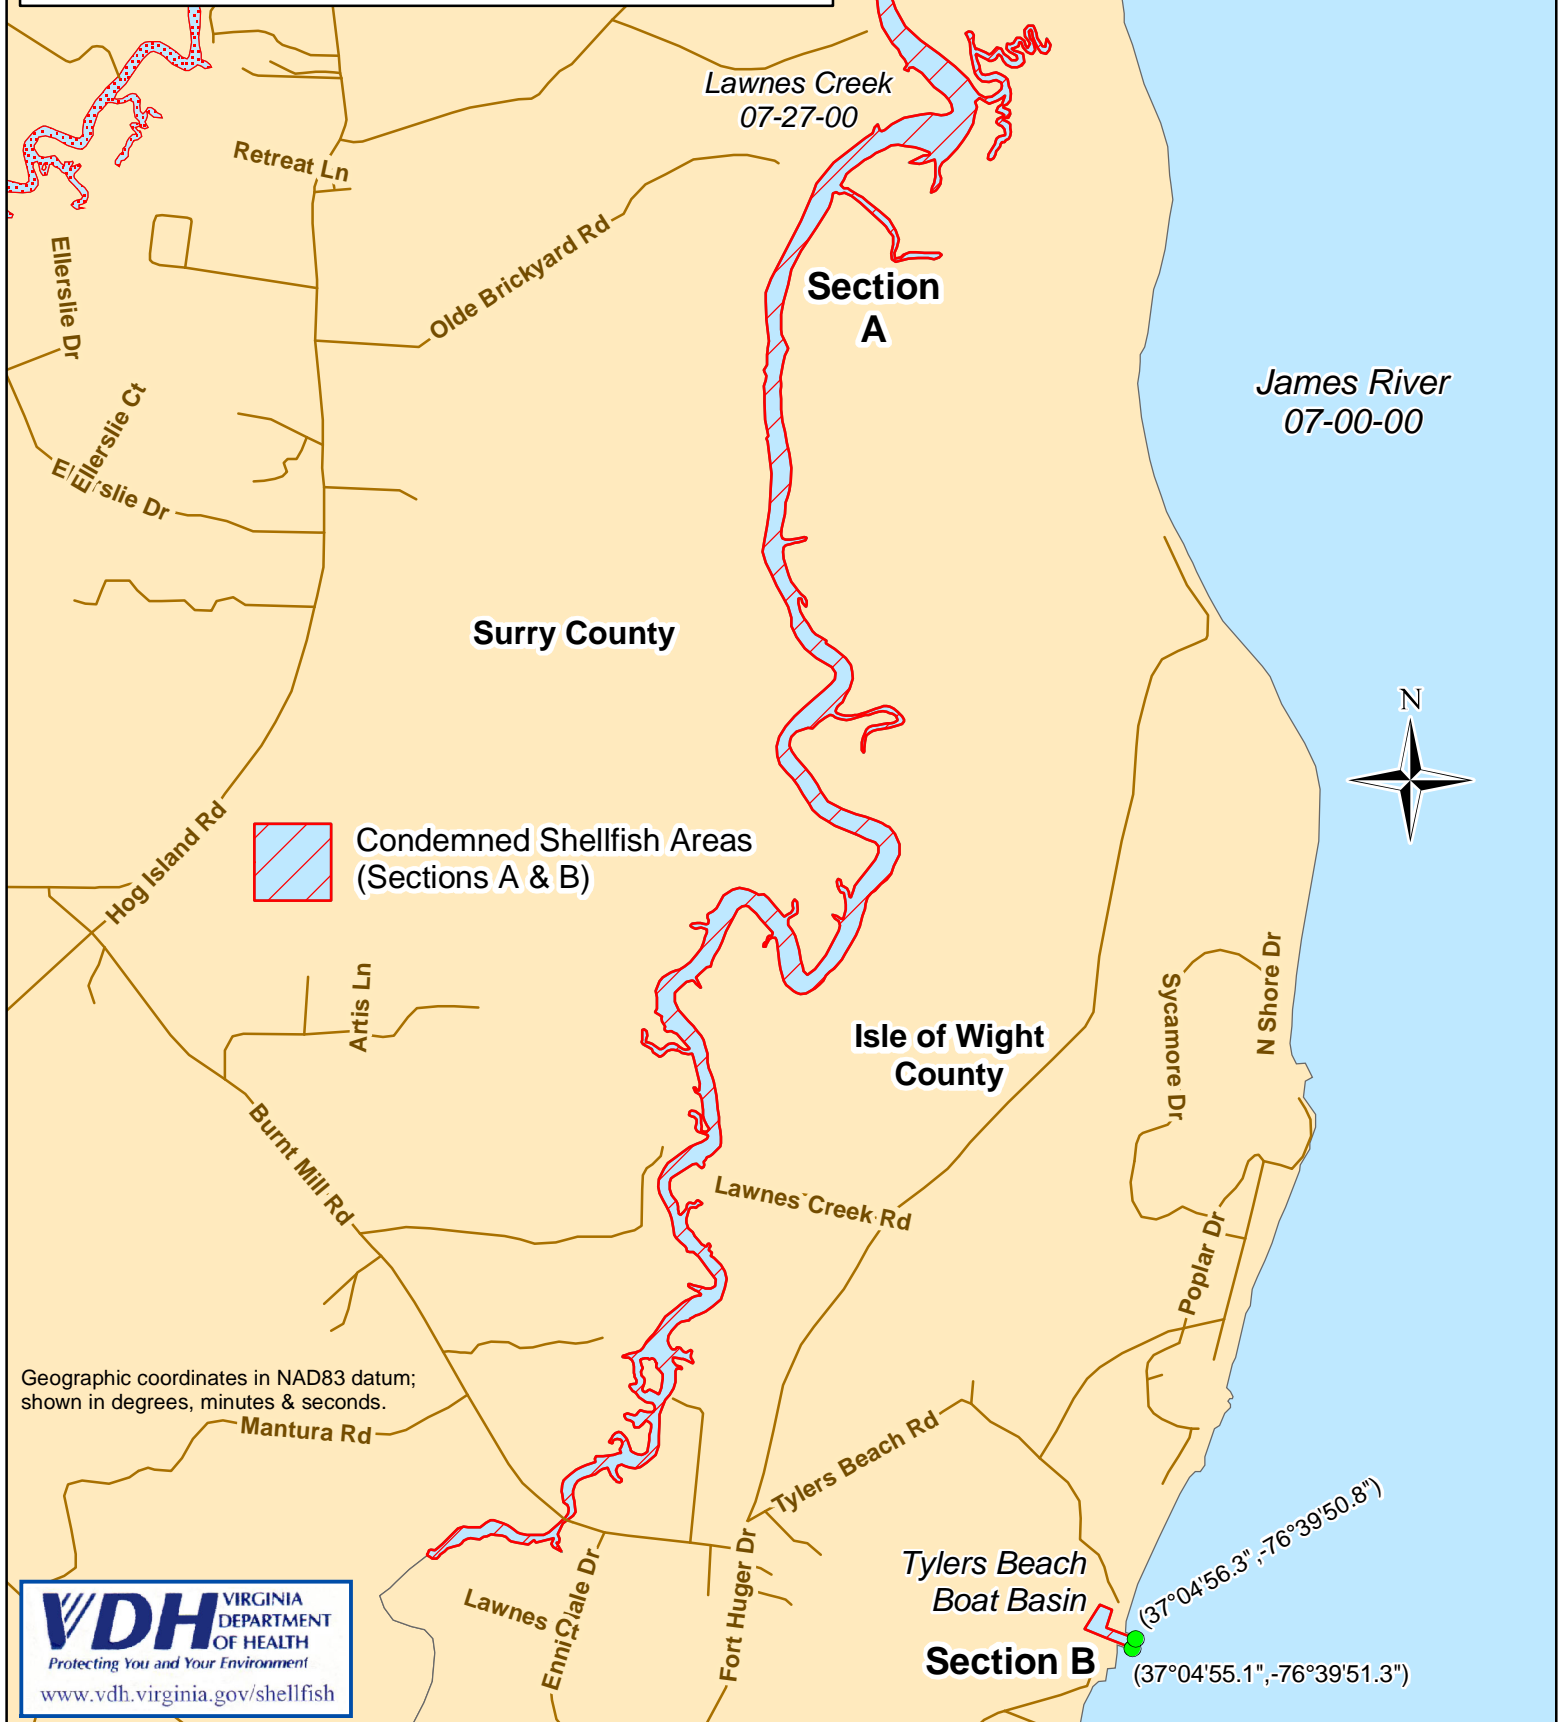 Lawnes Creek
07-27-00
Retreat Ln
Olde Brickyard Rd
Ellerslie Dr
Section
A
James River
07-00-00
Ellerslie Ct
slie Dr
Surry County
N
Hog Island Rd
Condemned Shellfish Areas
(Sections A & B)
Artis Ln
Sycamore Dr
N Shore Dr
Isle of Wight
County
Burnt Mill Rd
Lawnes Creek Rd
Poplar Dr
Geographic coordinates in NAD83 datum;
shown in degrees, minutes & seconds.
Mantura Rd
Tylers Beach Rd
(37°04'56.3",-76°39'50.8")
Tylers Beach
Boat Basin
Section B
(37°04'55.1",-76°39'51.3")
Lawnes Ct
Fort Huger Dr
VDH
VIRGINIA
DEPARTMENT
OF HEALTH
Protecting You and Your Environment
www.vdh.virginia.gov/shellfish